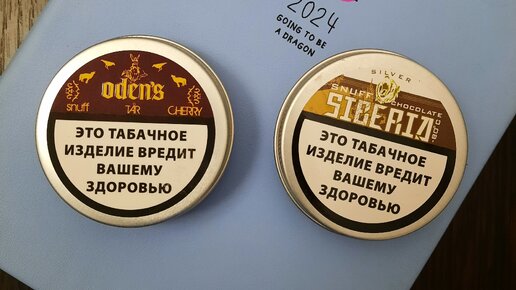 2024
GOING TO BE
A DRAGON
oden's
snuff TAR CHERRY
ЭТО ТАБАЧНОЕ
ИЗДЕЛИЕ ВРЕДИТ
ВАШЕМУ
ЗДОРОВЬЮ
SILVER
SNUFF CHOCOLATE
SIBERIA
ЭТО ТАБАЧНОЕ
ИЗДЕЛИЕ ВРЕДИТ
ВАШЕМУ
ЗДОРОВЬЮ